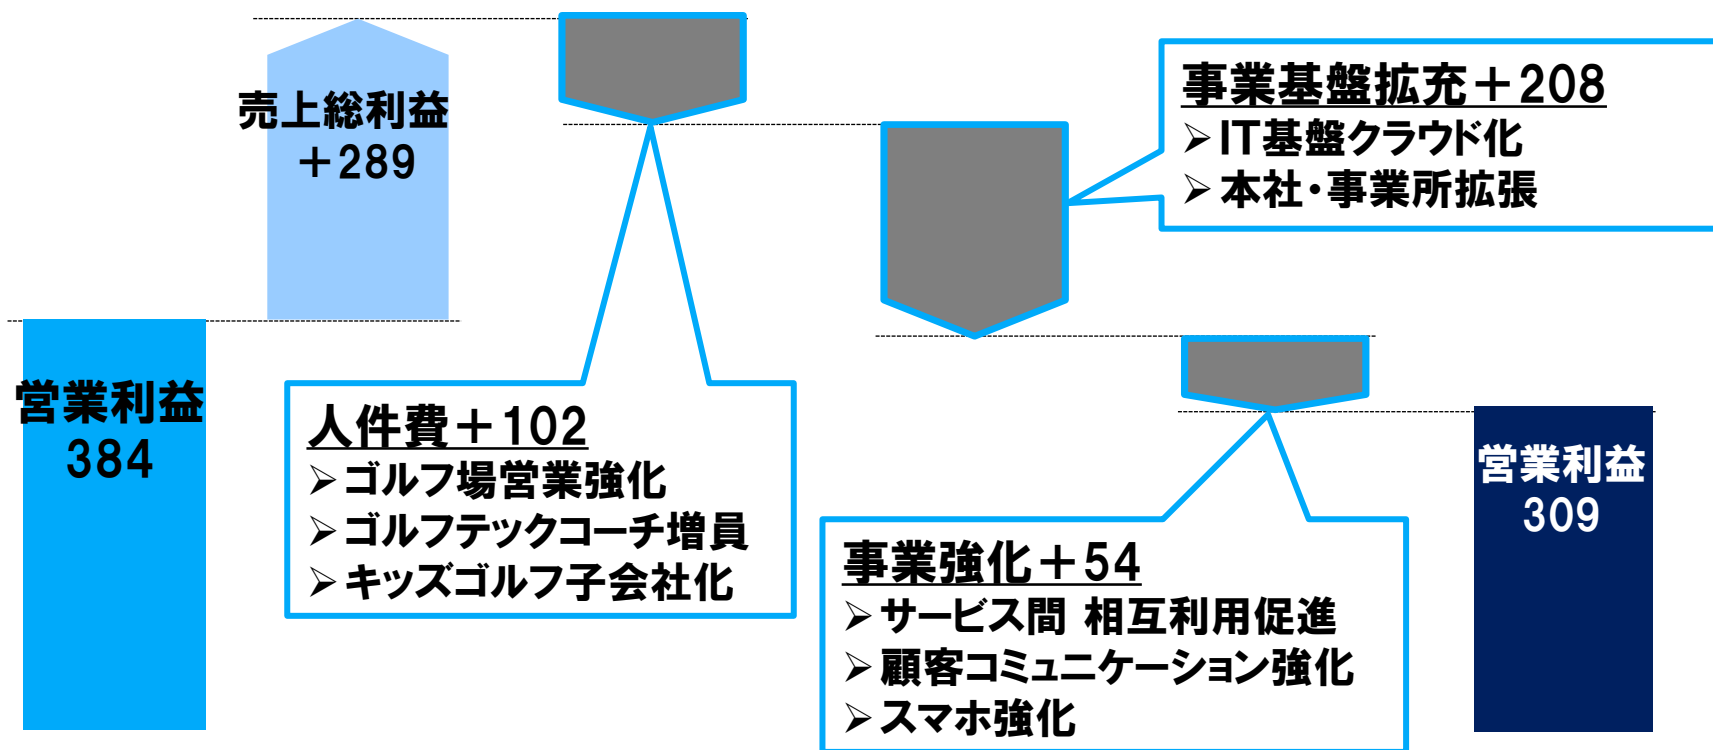 営業利益
384
売上総利益
＋289
人件費＋102
➢ゴルフ場営業強化
➢ゴルフテックコーチ増員
➢キッズゴルフ子会社化
事業基盤拡充＋208
➢IT基盤クラウド化
➢本社・事業所拡張
事業強化＋54
➢サービス間 相互利用促進
➢顧客コミュニケーション強化
➢スマホ強化
営業利益
309